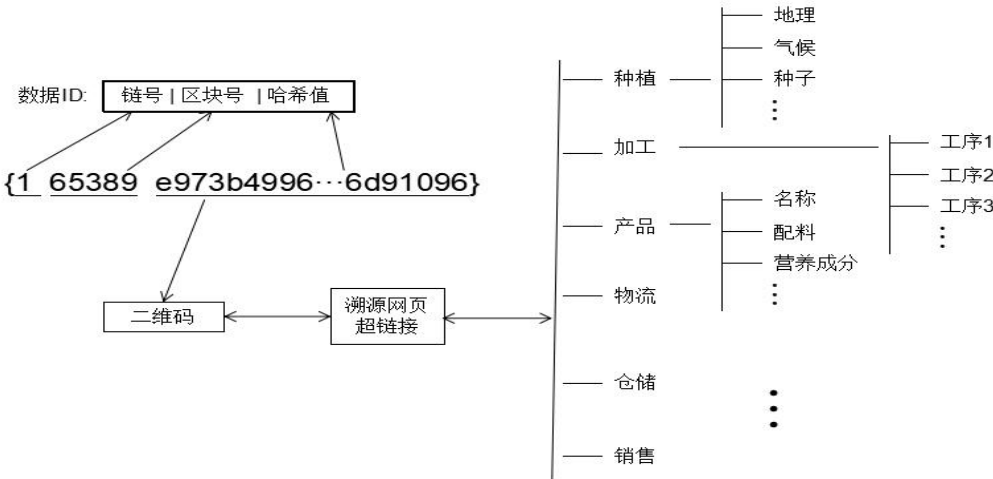 数据ID:
链号 | 区块号 | 哈希值
{1 65389 e973b4996···6d91096}
二维码
溯源网页
超链接
种植
地理
气候
种子
加工
工序1
工序2
工序3
产品
名称
配料
营养成分
物流
仓储
销售